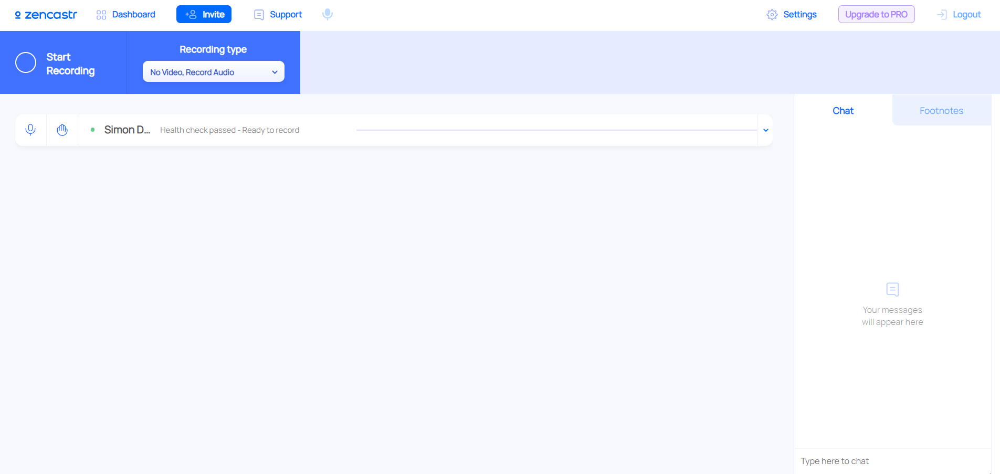 zencastr
Dashboard
Invite
Support
Settings
Upgrade to PRO
Logout
Start
Recording
Recording type
No Video, Record Audio
Chat
Footnotes
Simon D...
Health check passed - Ready to record
Your messages
will appear here
Type here to chat